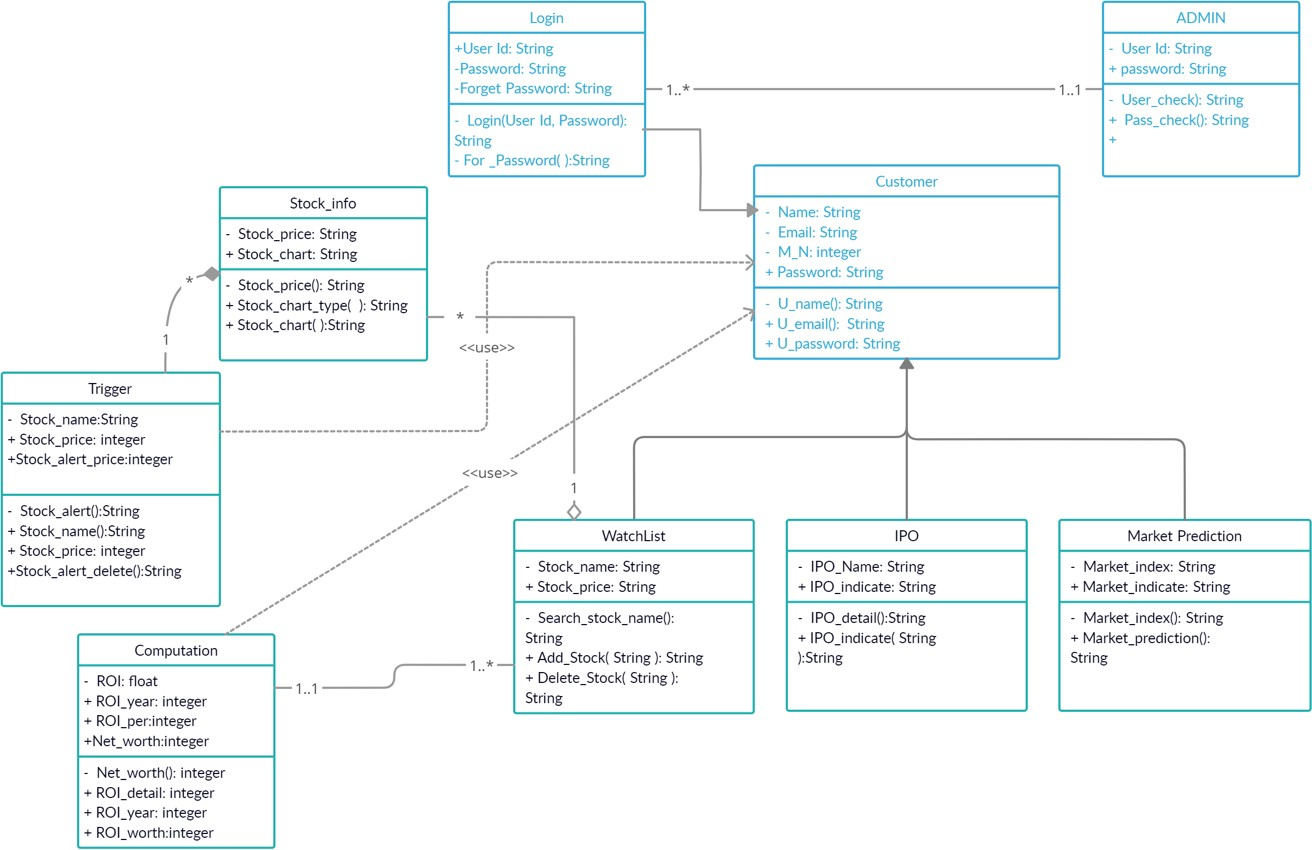 Login
+User Id: String
-Password: String
-Forget Password: String
-  Login(User Id, Password):
String
- For _Password( ):String
1..*
1..1
ADMIN
-  User Id: String
+ password: String
-  User_check): String
+  Pass_check(): String
+
Customer
-  Name: String
-  Email: String
-  M_N: integer
+ Password: String
-  U_name(): String
+ U_email():  String
+ U_password: String
Stock_info
-  Stock_price: String
+ Stock_chart: String
-  Stock_price(): String
+ Stock_chart_type(  ): String
+ Stock_chart( ):String
*
1
*
1
<<use>>
<<use>>
Trigger
-  Stock_name:String
+ Stock_price: integer
+Stock_alert_price:integer
-  Stock_alert():String
+ Stock_name():String
+ Stock_price: integer
+Stock_alert_delete():String
WatchList
-  Stock_name: String
+ Stock_price: String
-  Search_stock_name():
String
+ Add_Stock( String ): String
+ Delete_Stock( String ):
String
IPO
-  IPO_Name: String
+ IPO_indicate: String
-  IPO_detail():String
+ IPO_indicate( String
):String
Market Prediction
-  Market_index: String
+ Market_indicate: String
-  Market_index(): String
+ Market_prediction():
String
Computation
-  ROI: float
+ ROI_year: integer
+ ROI_per:integer
+Net_worth:integer
-  Net_worth(): integer
+ ROI_detail: integer
+ ROI_year: integer
+ ROI_worth:integer
1..1
1..*